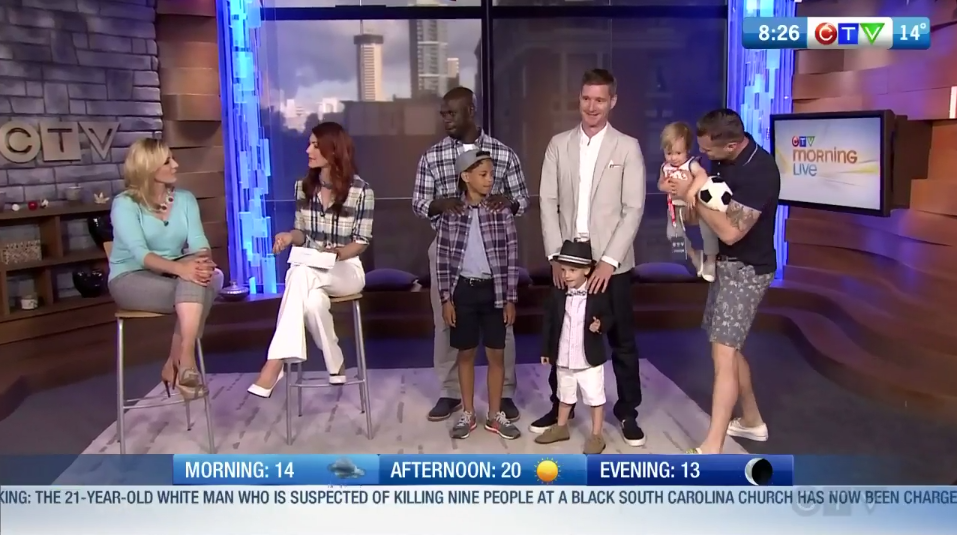 8:26 CTV 14°
CTV
CTV
morning
LIVE
MORNING: 14
AFTERNOON: 20
EVENING: 13
KING: THE 21-YEAR-OLD WHITE MAN WHO IS SUSPECTED OF KILLING NINE PEOPLE AT A BLACK SOUTH CAROLINA CHURCH HAS NOW BEEN CHARGE
CTV